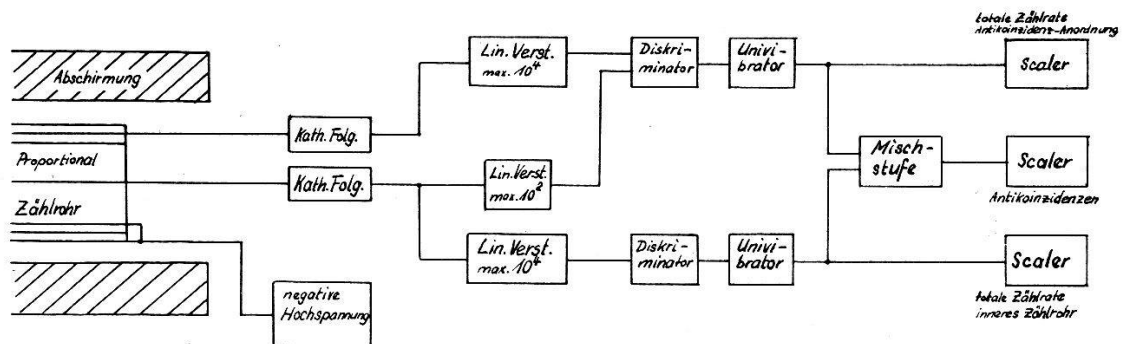 totale Zählrate
Antikoinzidenz-Anordnung
Scaler
Lin. Verst.
max. 10⁴
Diskri-
minator
Univi-
brator
Abschirmung
Kath. Folg.
Proportional
Zählrohr
Kath. Folg.
Lin. Verst.
max. 10²
Misch-
stufe
Scaler
Antikoinzidenzen
Lin. Verst.
max. 10⁴
Diskri-
minator
Univi-
brator
Scaler
totale Zählrate
inneres Zählrohr
negative
Hochspannung